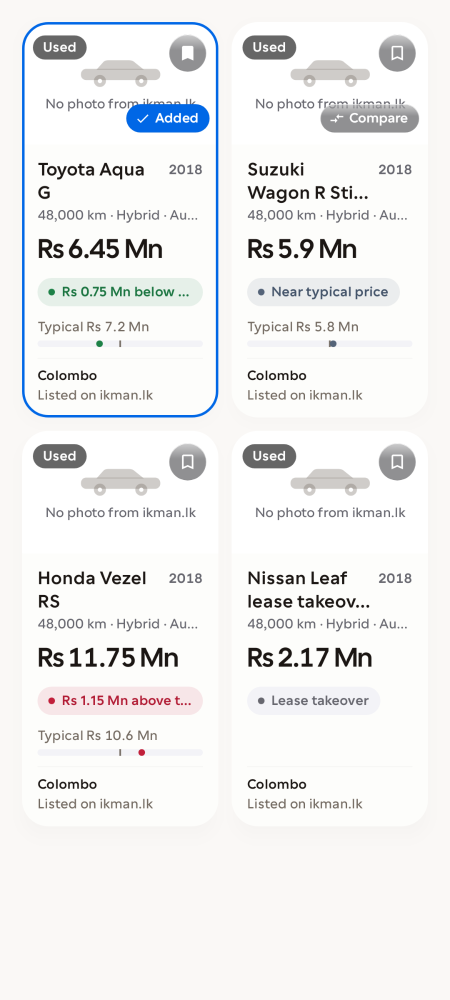 Used
No photo from ikman.lk
Added
Toyota Aqua G
2018
48,000 km · Hybrid · Au...
Rs 6.45 Mn
Rs 0.75 Mn below ...
Typical Rs 7.2 Mn
Colombo
Listed on ikman.lk
Used
No photo from ikman.lk
Compare
Suzuki Wagon R Sti...
2018
48,000 km · Hybrid · Au...
Rs 5.9 Mn
Near typical price
Typical Rs 5.8 Mn
Colombo
Listed on ikman.lk
Used
No photo from ikman.lk
Honda Vezel RS
2018
48,000 km · Hybrid · Au...
Rs 11.75 Mn
Rs 1.15 Mn above t...
Typical Rs 10.6 Mn
Colombo
Listed on ikman.lk
Used
No photo from ikman.lk
Nissan Leaf lease takeov...
2018
48,000 km · Hybrid · Au...
Rs 2.17 Mn
Lease takeover
Colombo
Listed on ikman.lk